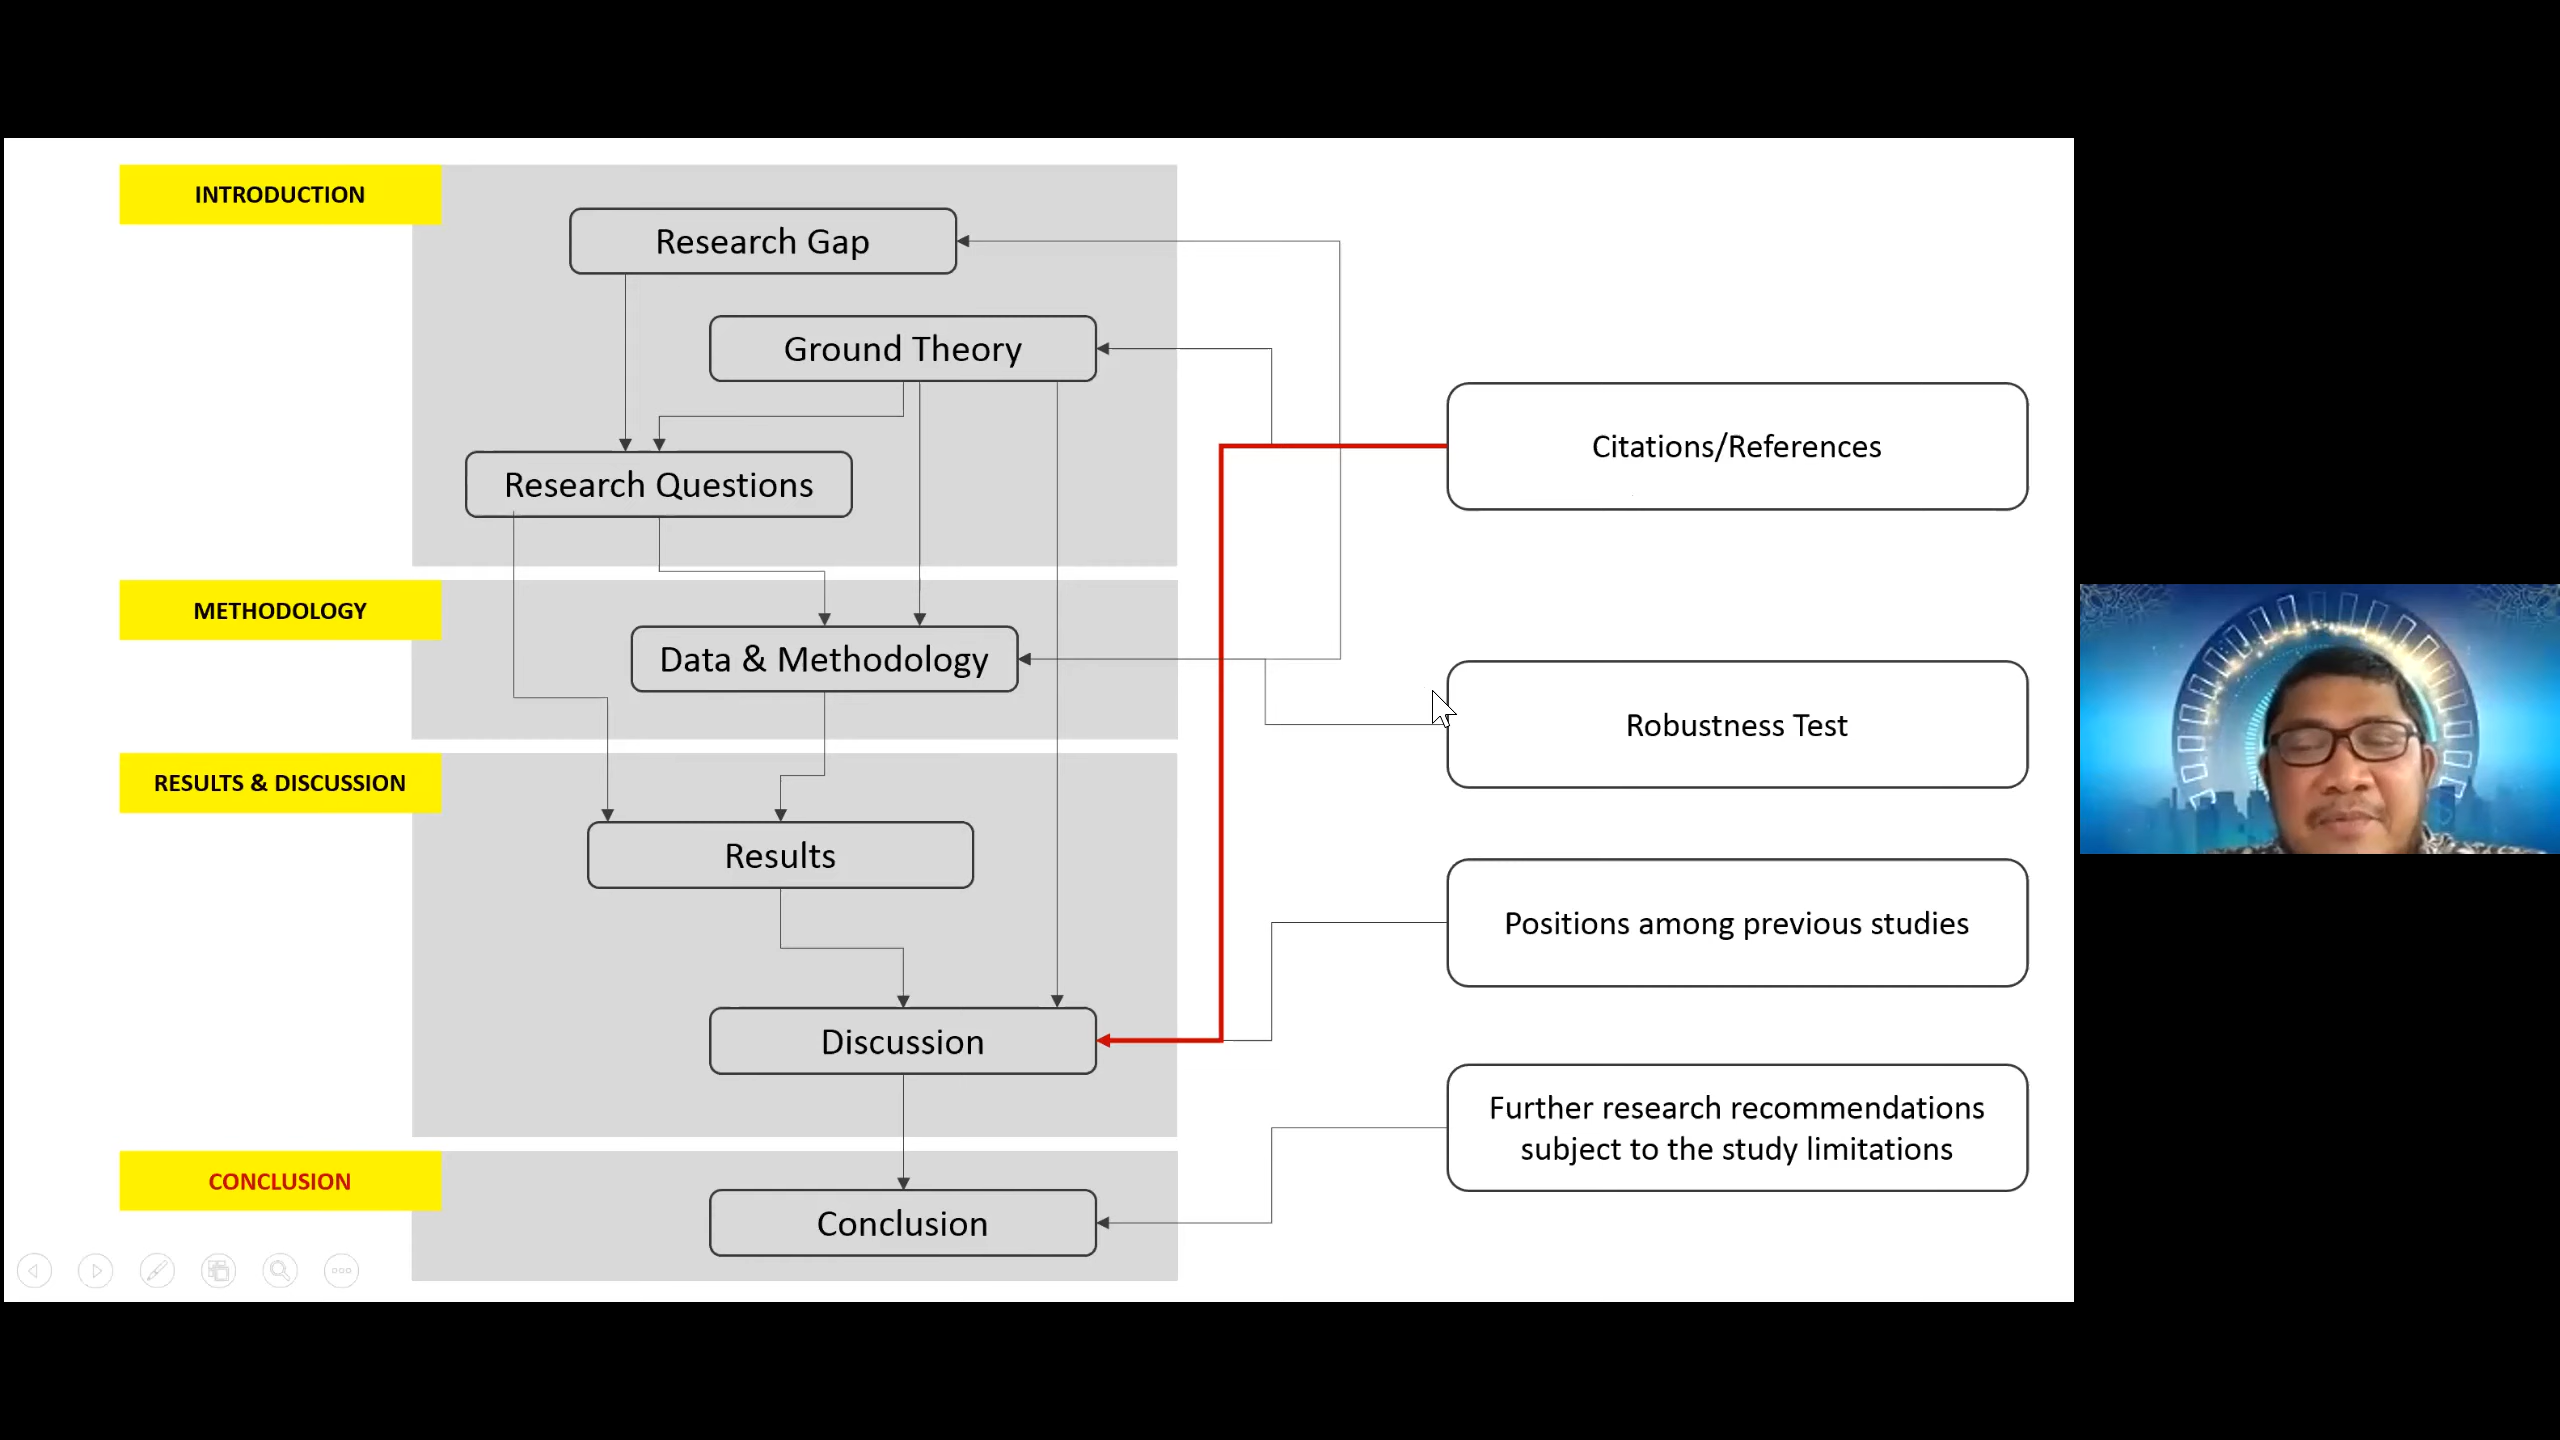 INTRODUCTION
Research Gap
Ground Theory
Research Questions
Citations/References
METHODOLOGY
Data & Methodology
Robustness Test
RESULTS & DISCUSSION
Results
Positions among previous studies
Discussion
Further research recommendations
subject to the study limitations
CONCLUSION
Conclusion